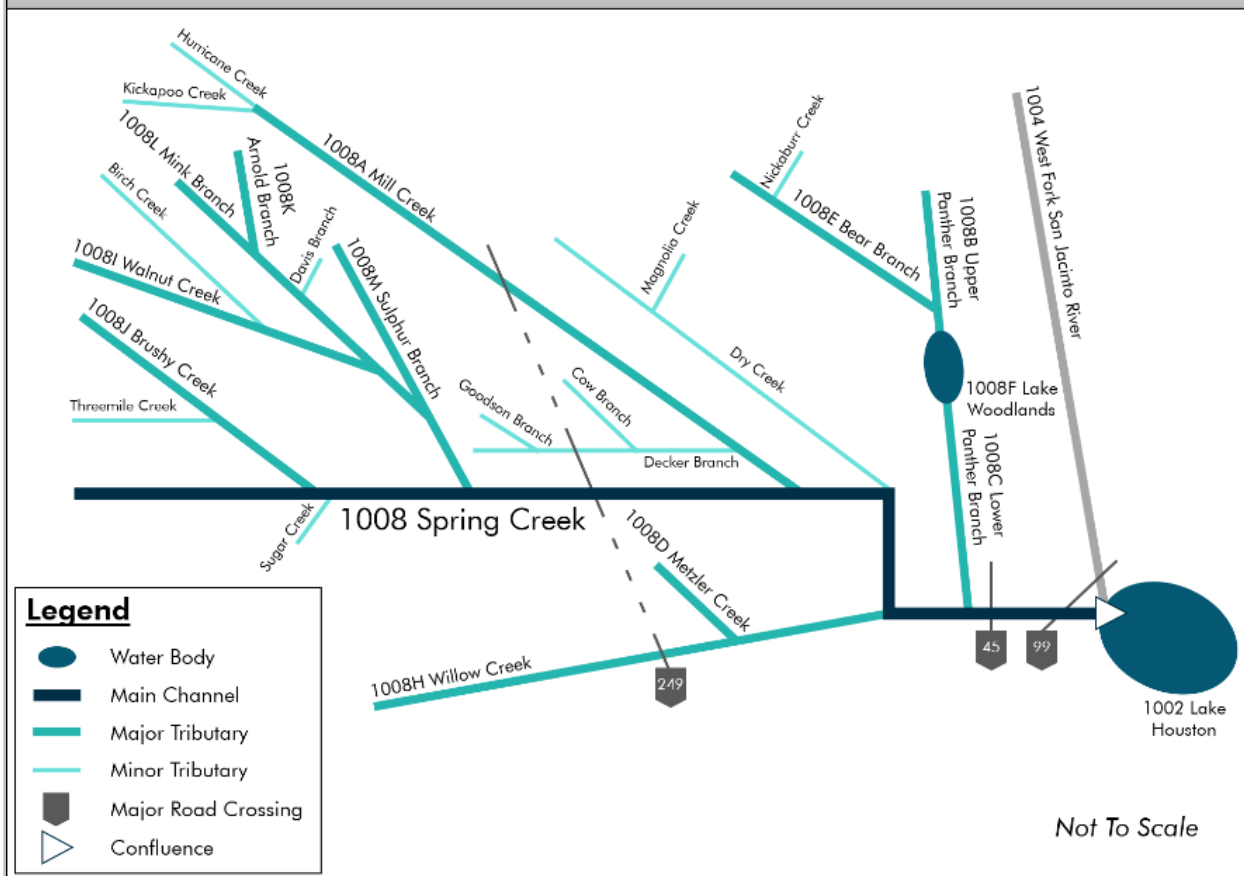 Hurricane Creek
Kickapoo Creek
1008L Mink Branch
1008K
Arnold Branch
Birch Creek
Davis Branch
1008I Walnut Creek
1008J Brushy Creek
Threemile Creek
1008A Mill Creek
1008M Sulphur Branch
Goodson Branch
Cow Branch
Decker Branch
Magnolia Creek
Dry Creek
Nickaburr Creek
1008E Bear Branch
1008B Upper
Panther Branch
1004 West Fork San Jacinto River
1008F Lake
Woodlands
1008C Lower
Panther Branch
Sugar Creek
1008 Spring Creek
1008D Metzler Creek
1008H Willow Creek
249
45
99
1002 Lake
Houston
Legend
Water Body
Main Channel
Major Tributary
Minor Tributary
Major Road Crossing
Confluence
Not To Scale